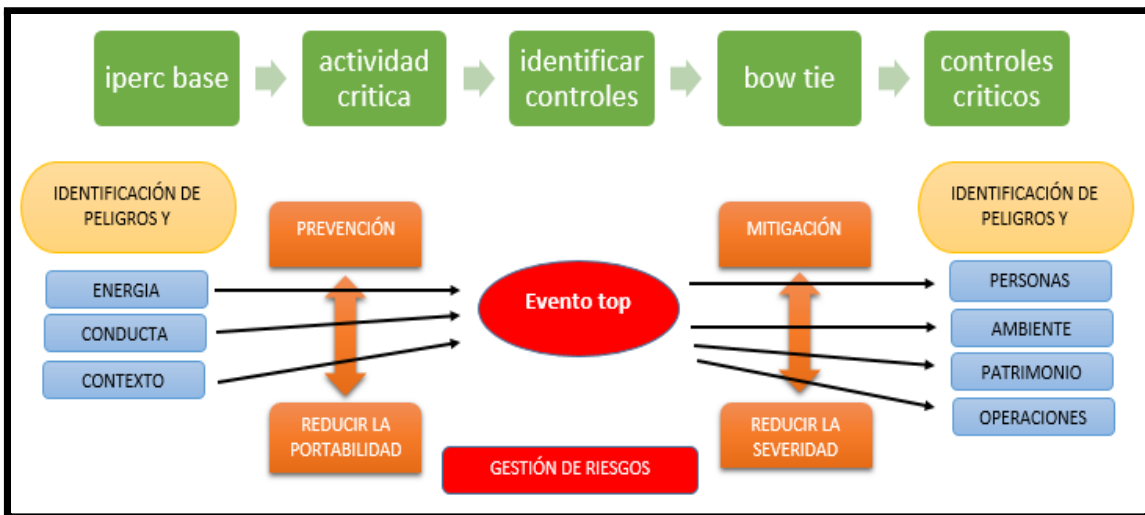 iperc base
actividad
critica
identificar
controles
bow tie
controles
criticos
IDENTIFICACIÓN DE
PELIGROS Y
PREVENCIÓN
MITIGACIÓN
IDENTIFICACIÓN DE
PELIGROS Y
ENERGIA
CONDUCTA
CONTEXTO
Evento top
PERSONAS
AMBIENTE
PATRIMONIO
OPERACIONES
REDUCIR LA
PORTABILIDAD
REDUCIR LA
SEVERIDAD
GESTIÓN DE RIESGOS